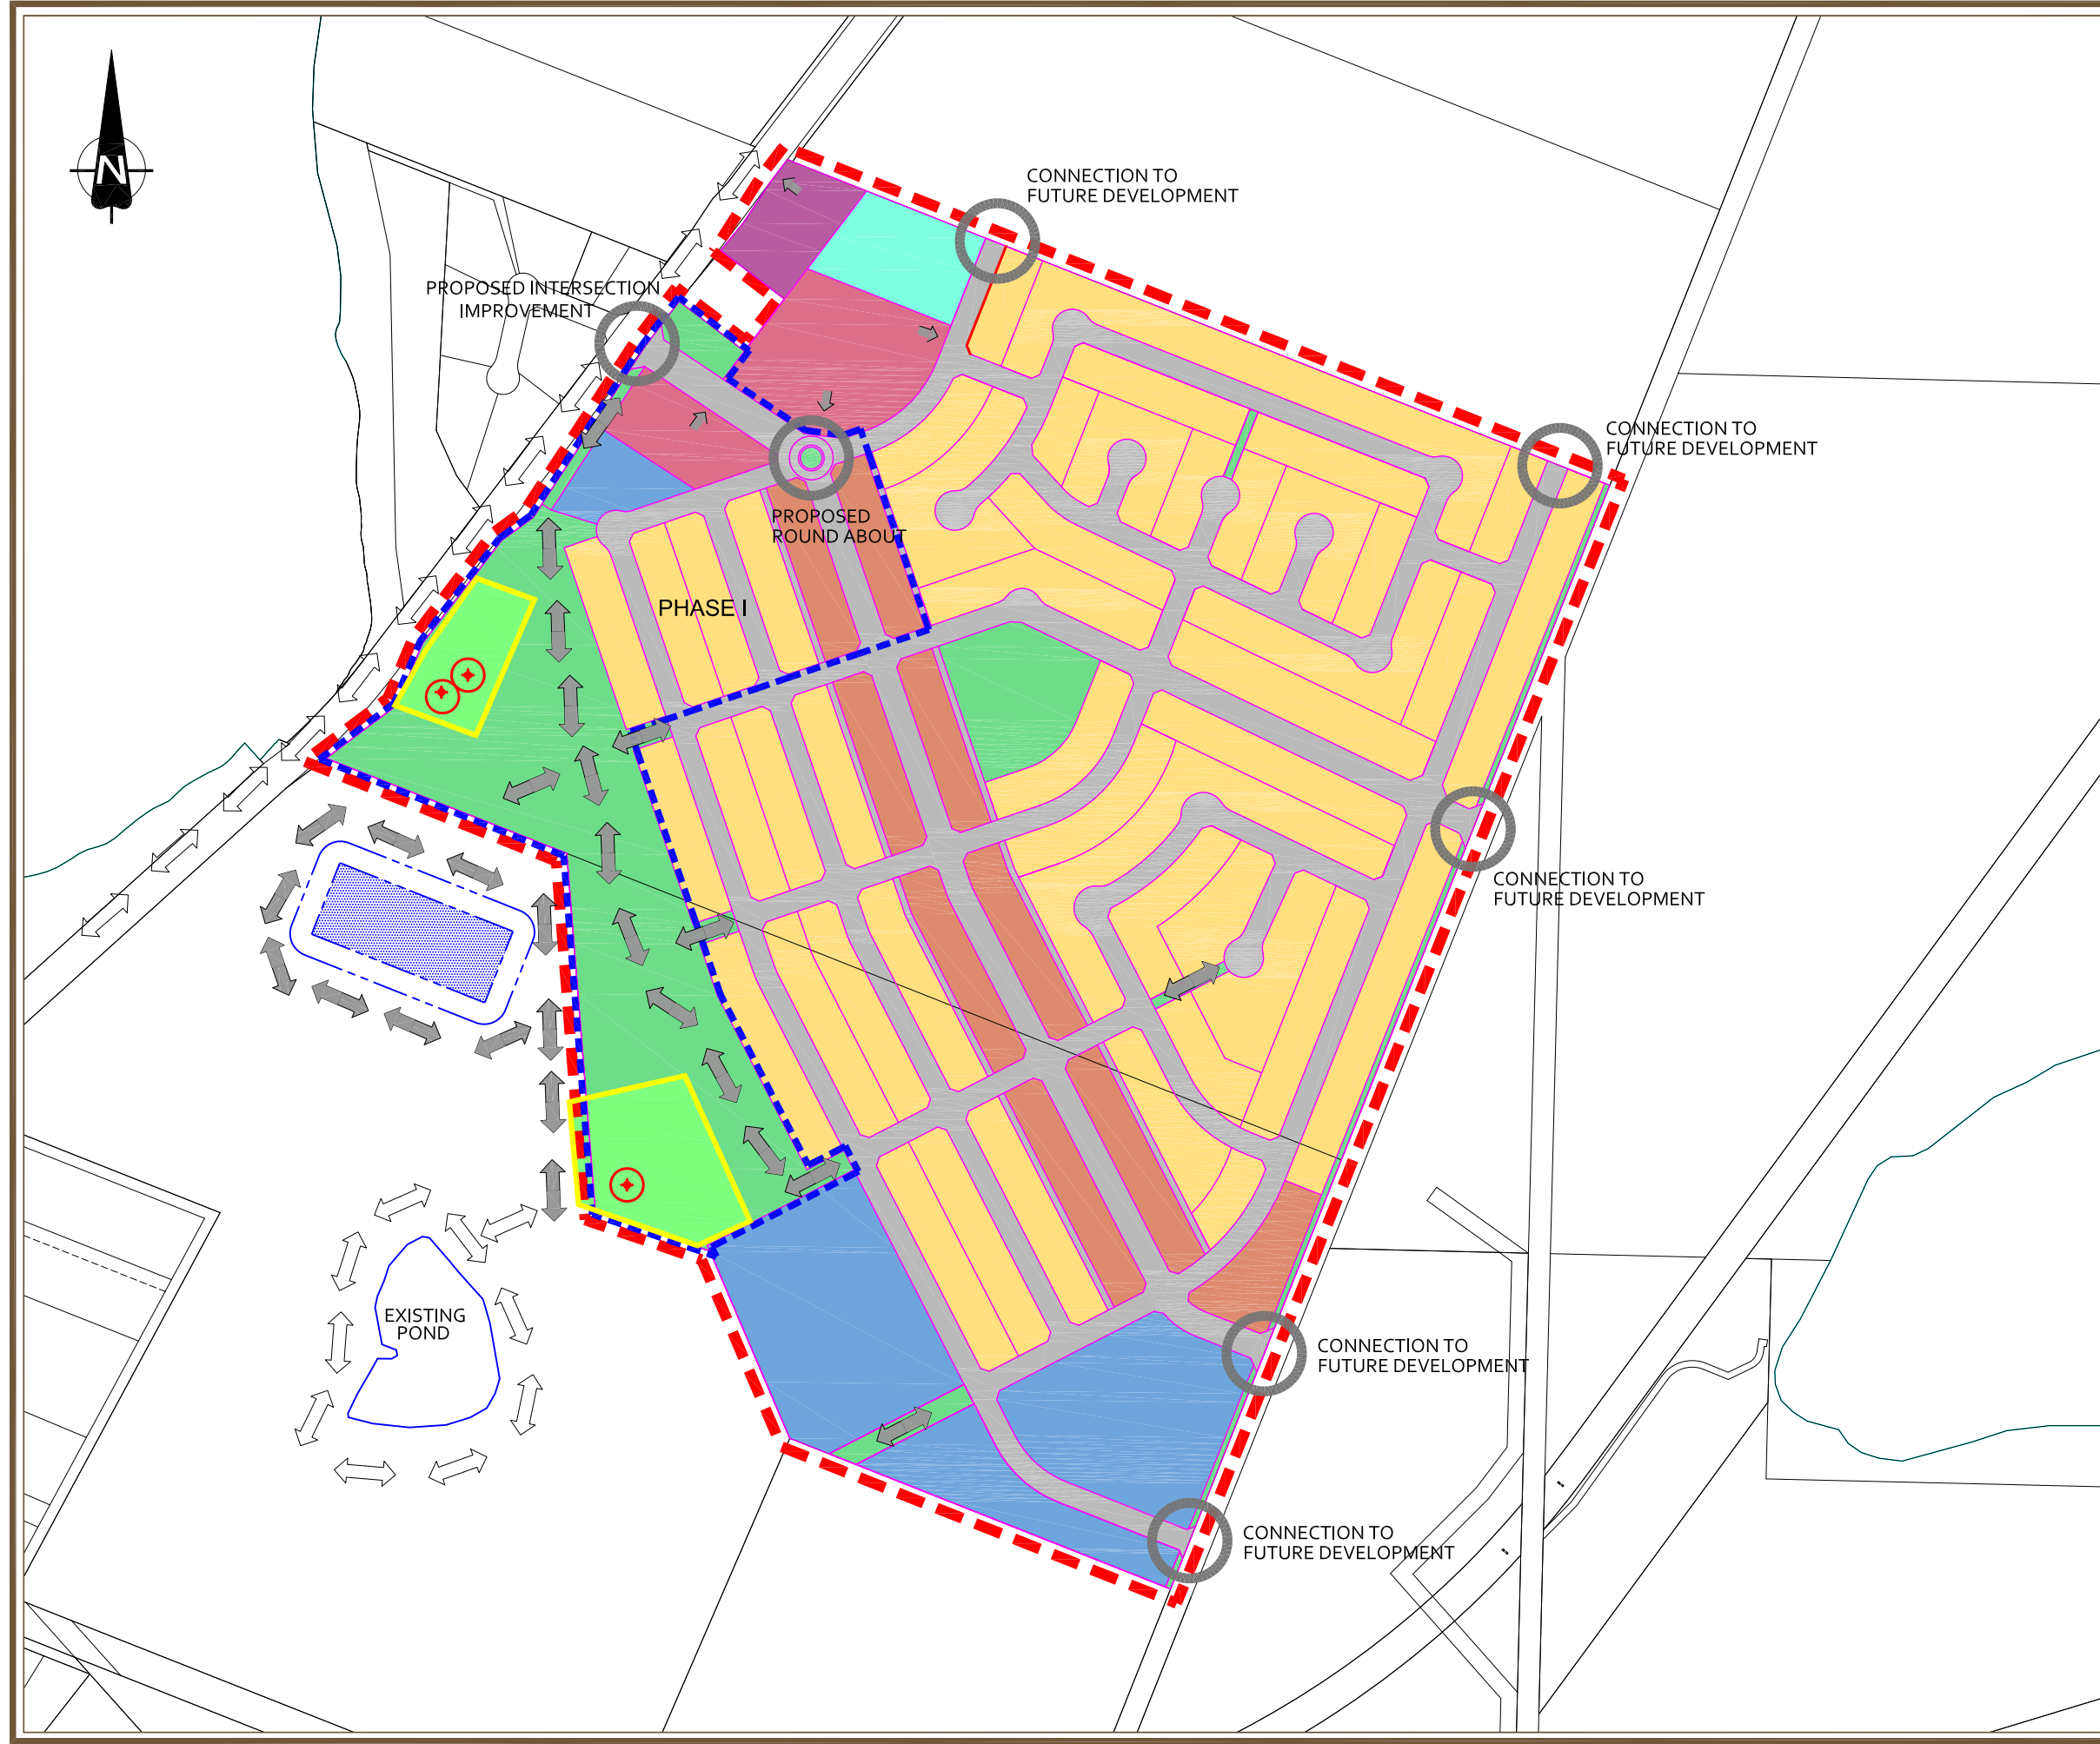 N
CONNECTION TO
FUTURE DEVELOPMENT
PROPOSED INTERSECTION
IMPROVEMENT
CONNECTION TO
FUTURE DEVELOPMENT
PROPOSED
ROUND ABOUT
PHASE I
CONNECTION TO
FUTURE DEVELOPMENT
EXISTING
POND
CONNECTION TO
FUTURE DEVELOPMENT
CONNECTION TO
FUTURE DEVELOPMENT